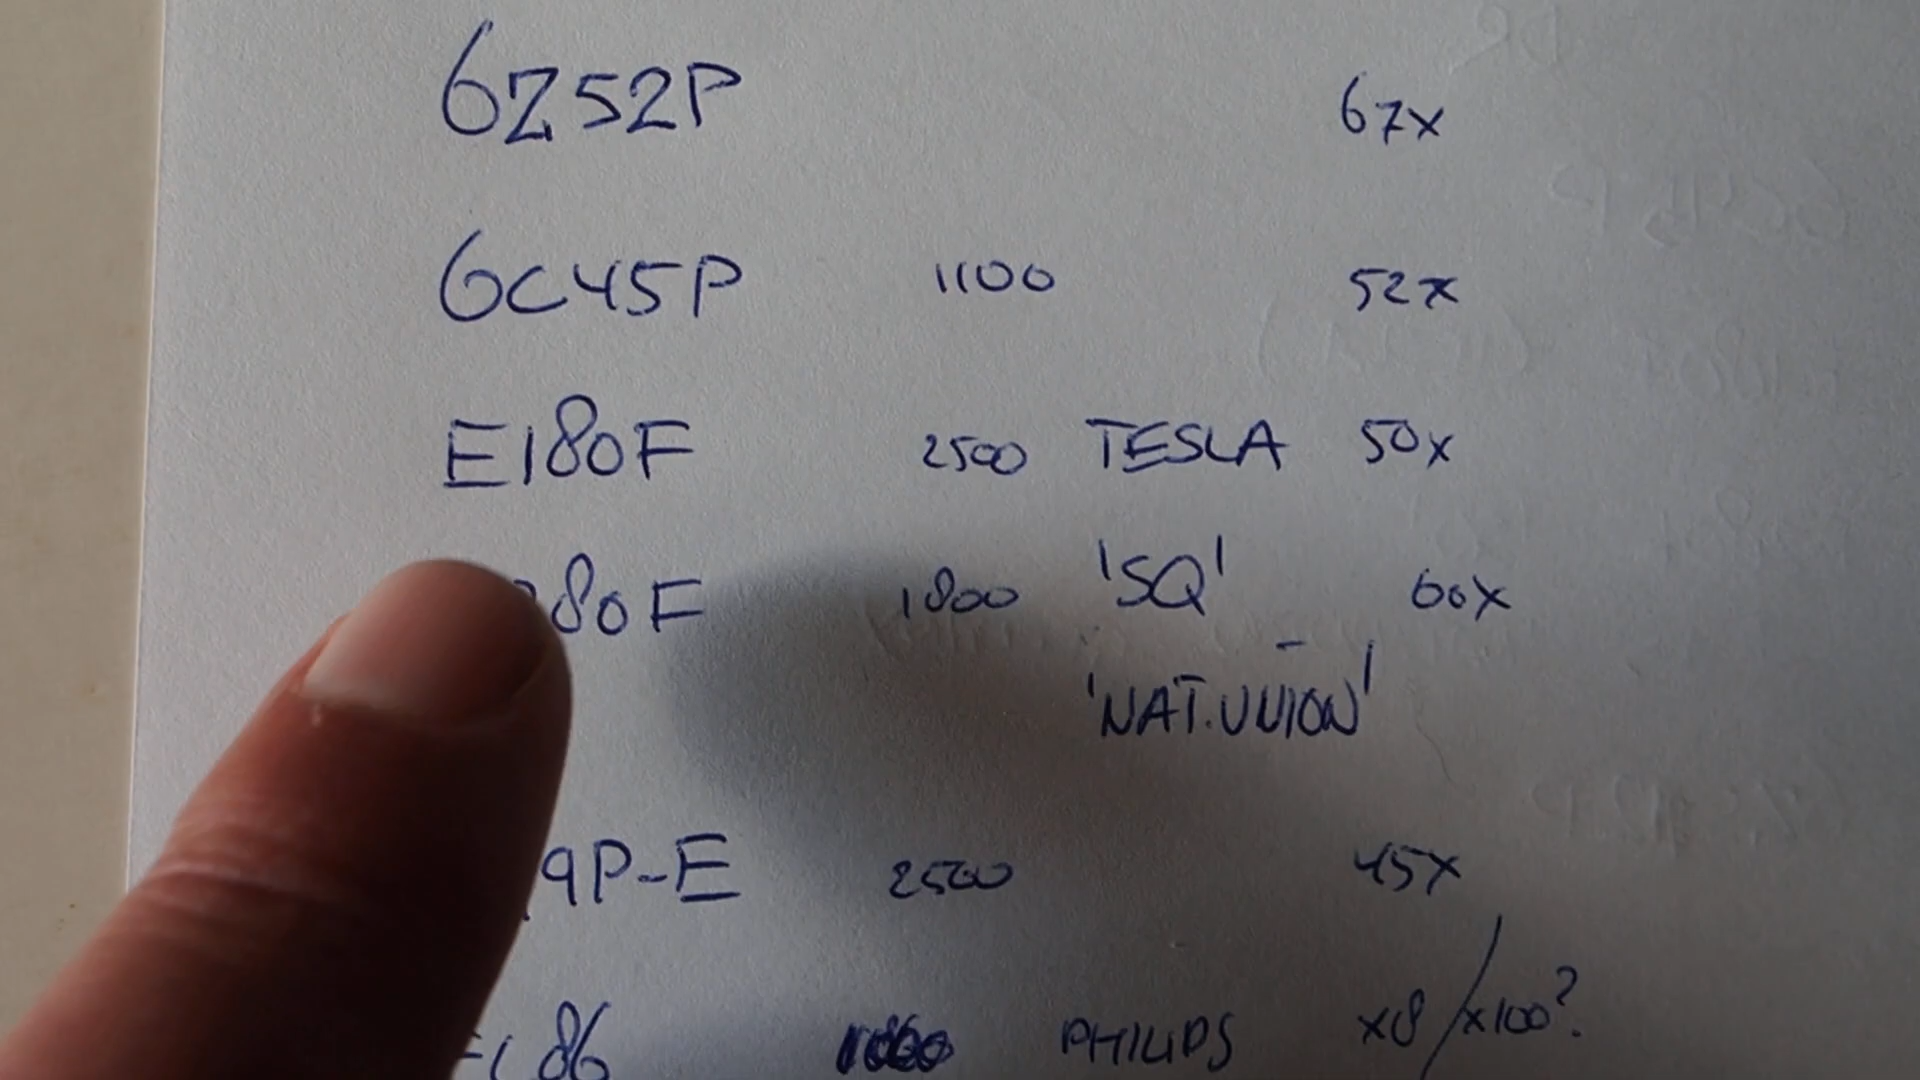 6Z52P 67x
6C45P 1100 52x
E180F 2500 TESLA 50x
80F 1800 'SQ' 60x
'NAT.UNION'
9P-E 2500 45x
86 PHILIPS x8/x100?